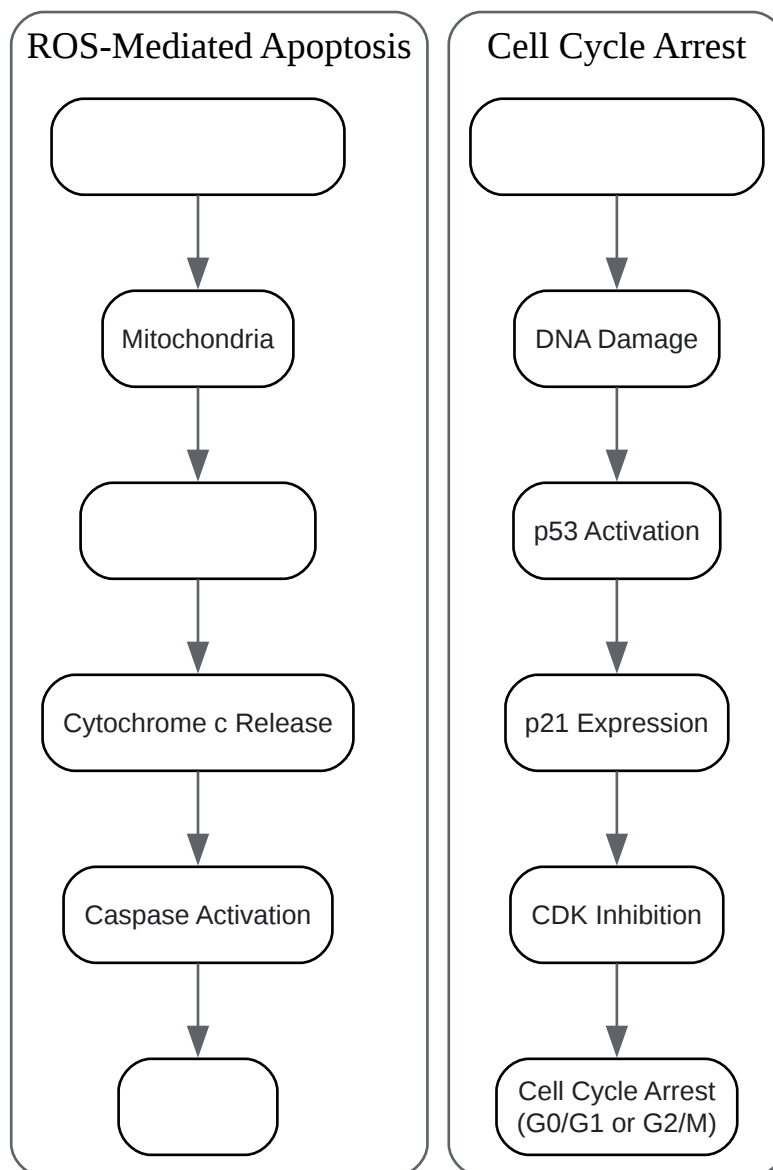 ROS-Mediated Apoptosis
Mitochondria
Cytochrome c Release
Caspase Activation
Cell Cycle Arrest
DNA Damage
p53 Activation
p21 Expression
CDK Inhibition
Cell Cycle Arrest
(G0/G1 or G2/M)